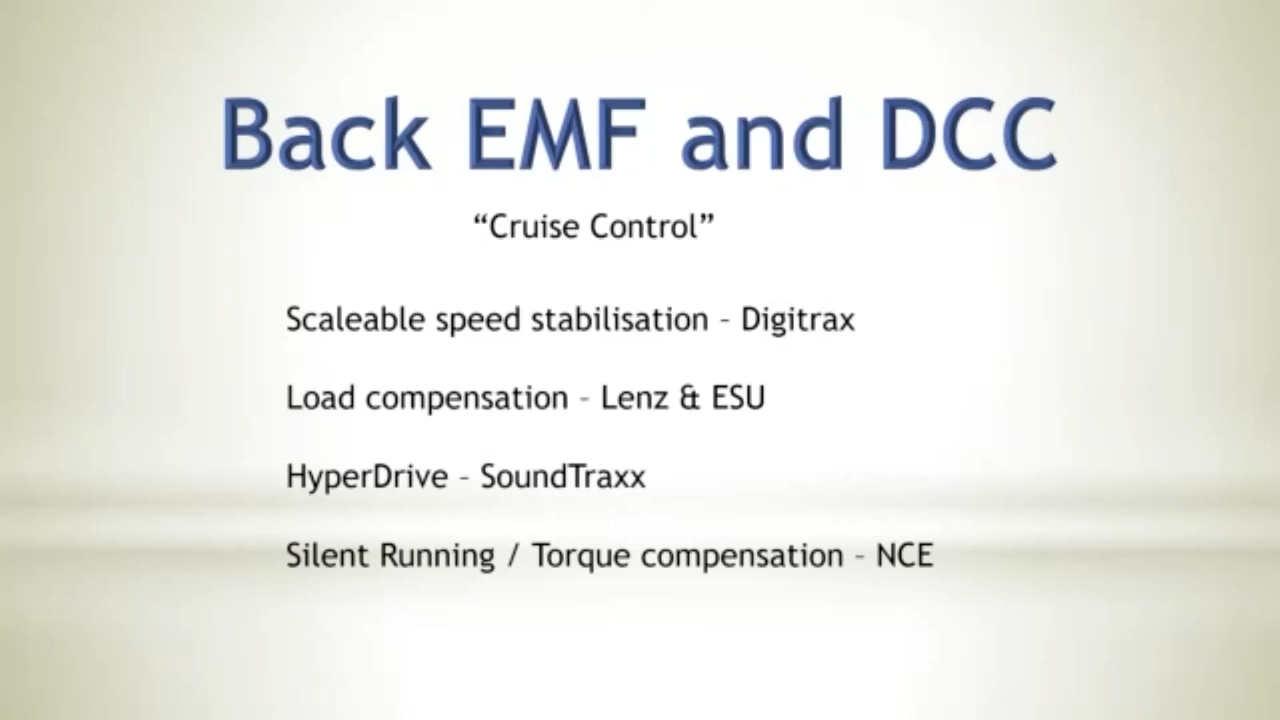 Back EMF and DCC
“Cruise Control”
Scaleable speed stabilisation – Digitrax
Load compensation – Lenz & ESU
HyperDrive – SoundTraxx
Silent Running / Torque compensation – NCE